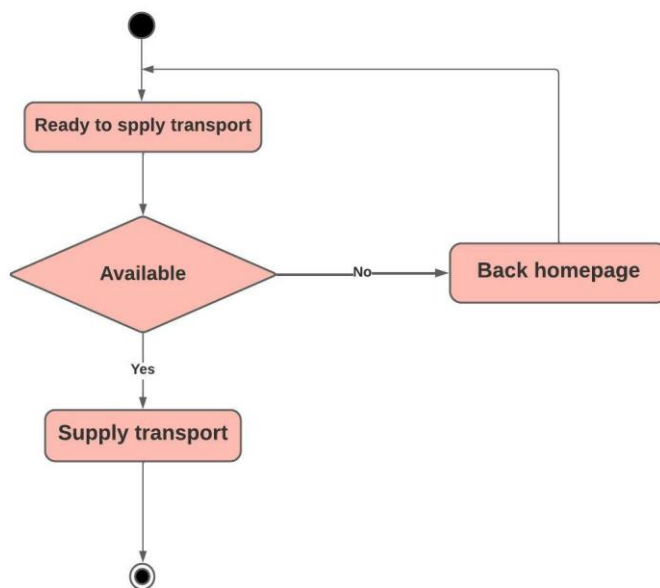 Ready to spply transport
Available
No
Back homepage
Yes
Supply transport